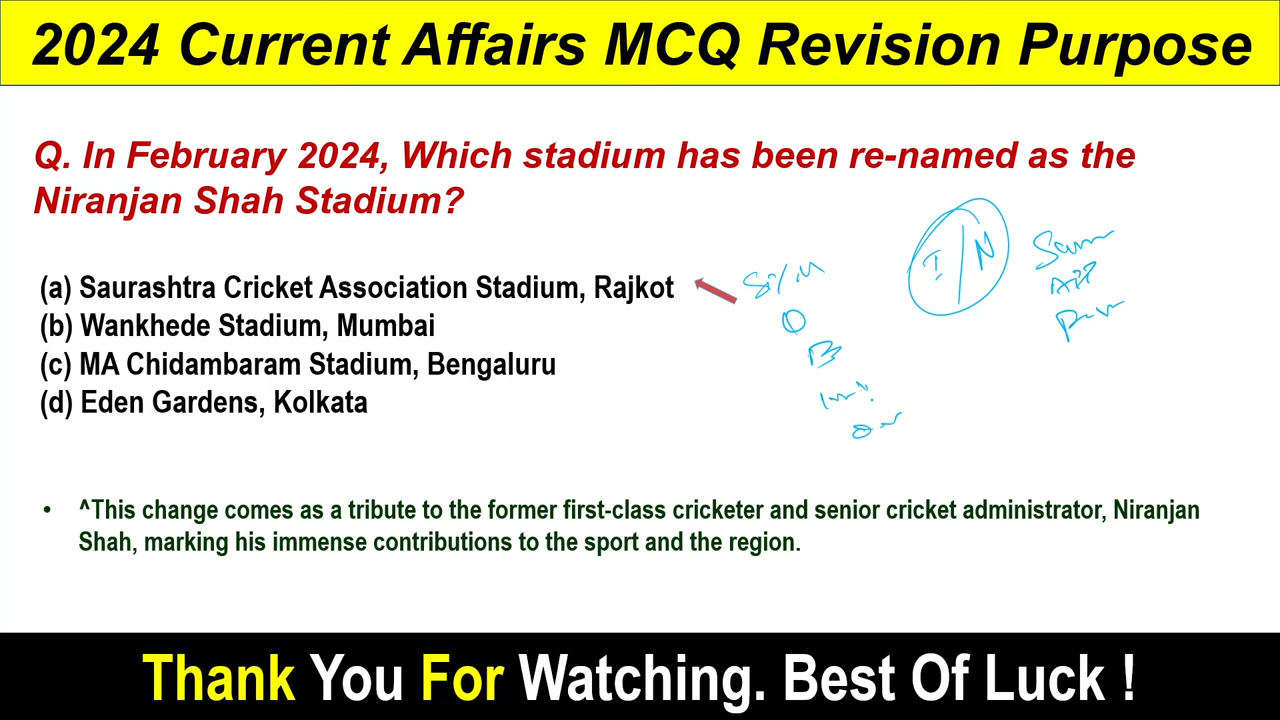 2024 Current Affairs MCQ Revision Purpose
Q. In February 2024, Which stadium has been re-named as the
Niranjan Shah Stadium?
(a) Saurashtra Cricket Association Stadium, Rajkot
(b) Wankhede Stadium, Mumbai
(c) MA Chidambaram Stadium, Bengaluru
(d) Eden Gardens, Kolkata
I/N
O
B
• ^This change comes as a tribute to the former first-class cricketer and senior cricket administrator, Niranjan
Shah, marking his immense contributions to the sport and the region.
Thank You For Watching. Best Of Luck !